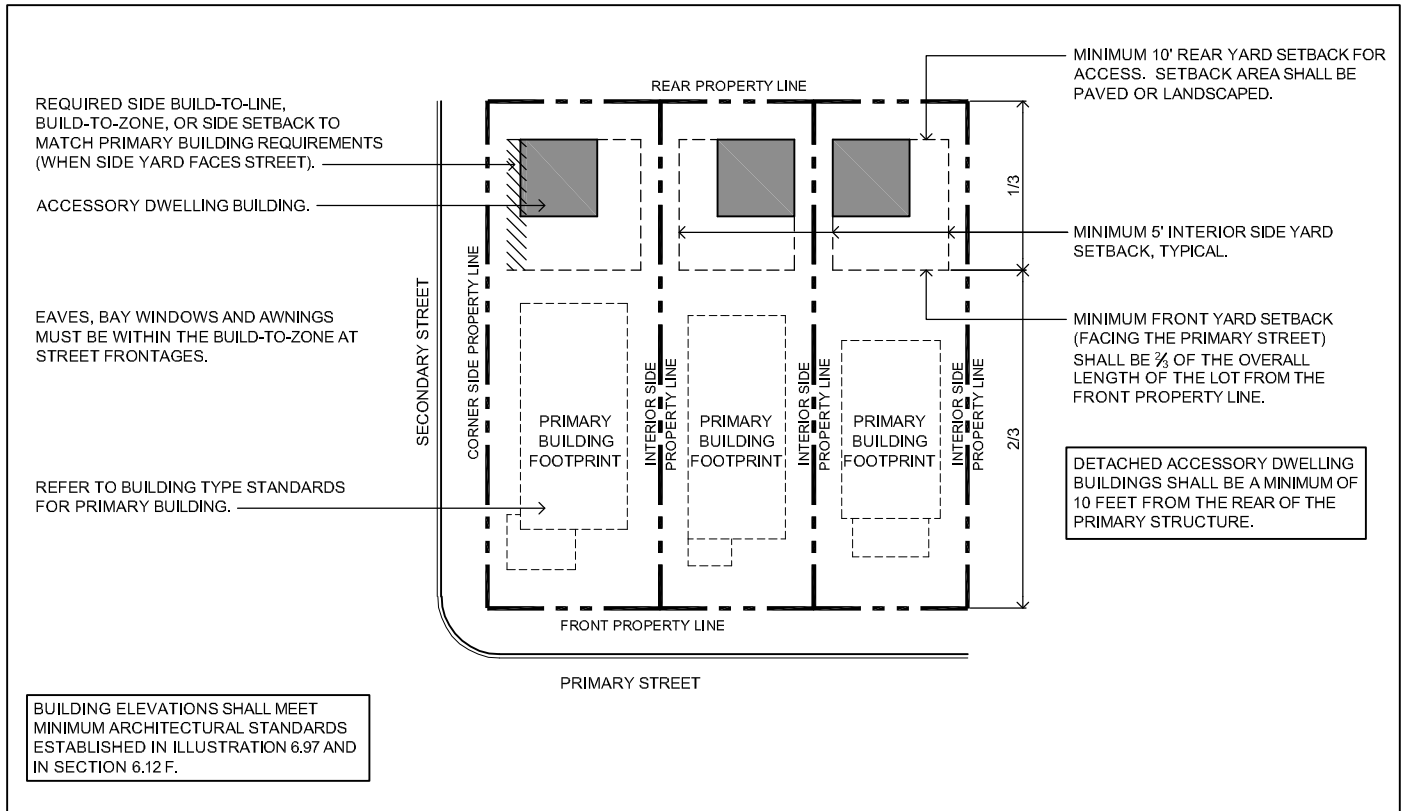 REQUIRED SIDE BUILD-TO-LINE,
BUILD-TO-ZONE, OR SIDE SETBACK TO
MATCH PRIMARY BUILDING REQUIREMENTS
(WHEN SIDE YARD FACES STREET).
ACCESSORY DWELLING BUILDING.
EAVES, BAY WINDOWS AND AWNINGS
MUST BE WITHIN THE BUILD-TO-ZONE AT
STREET FRONTAGES.
REFER TO BUILDING TYPE STANDARDS
FOR PRIMARY BUILDING.
BUILDING ELEVATIONS SHALL MEET
MINIMUM ARCHITECTURAL STANDARDS
ESTABLISHED IN ILLUSTRATION 6.97 AND
IN SECTION 6.12 F.
REAR PROPERTY LINE
SECONDARY STREET
CORNER SIDE PROPERTY LINE
PRIMARY
BUILDING
FOOTPRINT
INTERIOR SIDE
PROPERTY LINE
PRIMARY
BUILDING
FOOTPRINT
INTERIOR SIDE
PROPERTY LINE
PRIMARY
BUILDING
FOOTPRINT
INTERIOR SIDE
PROPERTY LINE
1/3
2/3
FRONT PROPERTY LINE
PRIMARY STREET
MINIMUM 10' REAR YARD SETBACK FOR
ACCESS. SETBACK AREA SHALL BE
PAVED OR LANDSCAPED.
MINIMUM 5' INTERIOR SIDE YARD
SETBACK, TYPICAL.
MINIMUM FRONT YARD SETBACK
(FACING THE PRIMARY STREET)
SHALL BE ⅔ OF THE OVERALL
LENGTH OF THE LOT FROM THE
FRONT PROPERTY LINE.
DETACHED ACCESSORY DWELLING
BUILDINGS SHALL BE A MINIMUM OF
10 FEET FROM THE REAR OF THE
PRIMARY STRUCTURE.